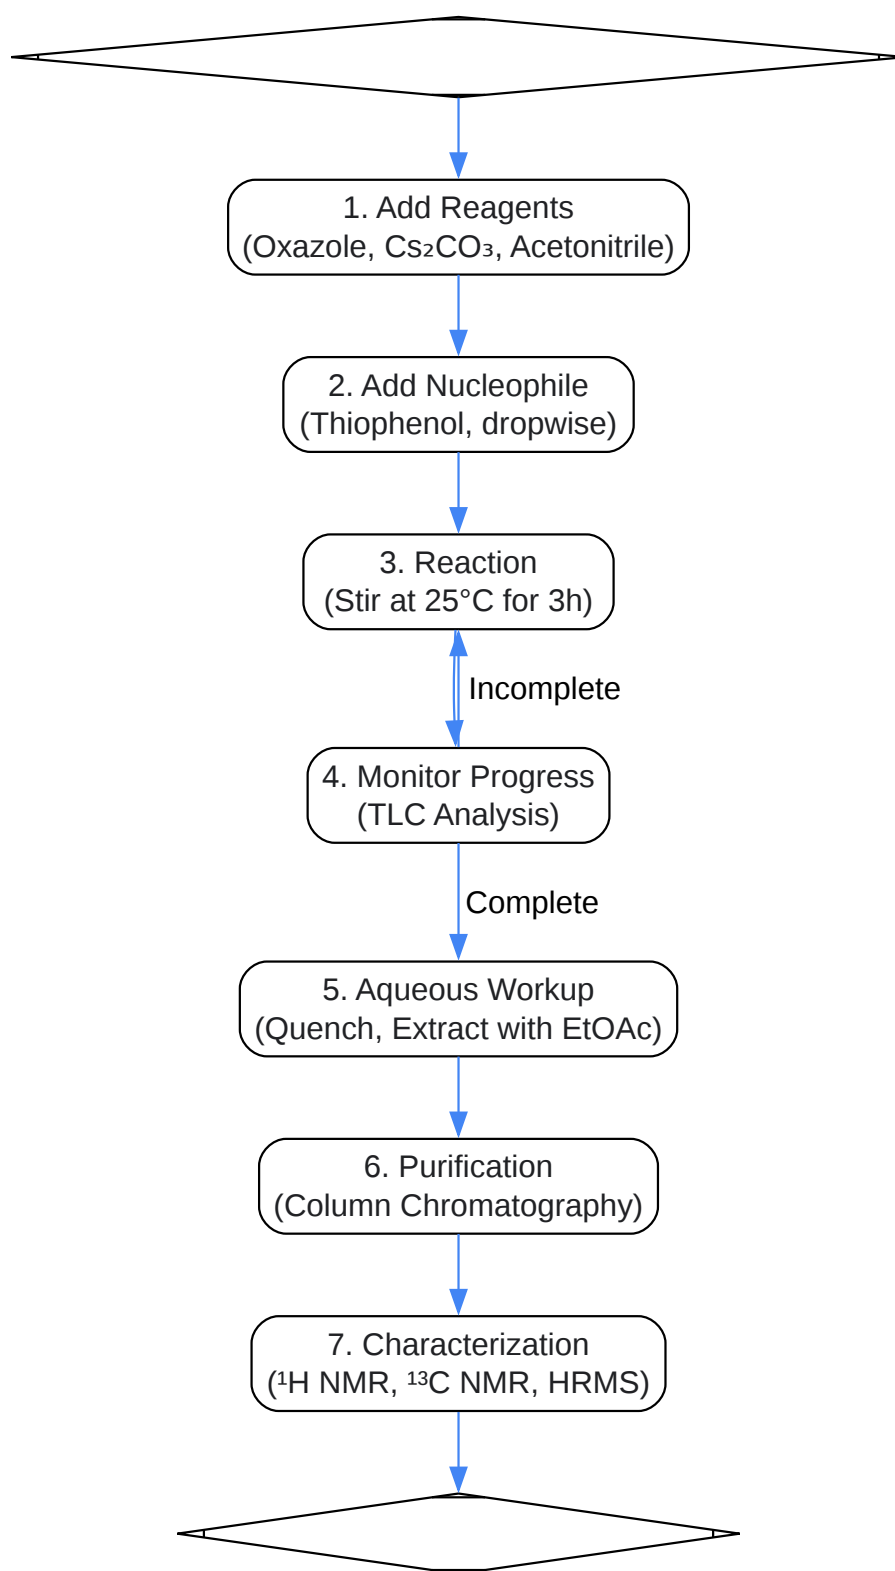 1. Add Reagents
(Oxazole, Cs₂CO₃, Acetonitrile)
2. Add Nucleophile
(Thiophenol, dropwise)
3. Reaction
(Stir at 25°C for 3h)
Incomplete
4. Monitor Progress
(TLC Analysis)
Complete
5. Aqueous Workup
(Quench, Extract with EtOAc)
6. Purification
(Column Chromatography)
7. Characterization
(¹H NMR, ¹³C NMR, HRMS)